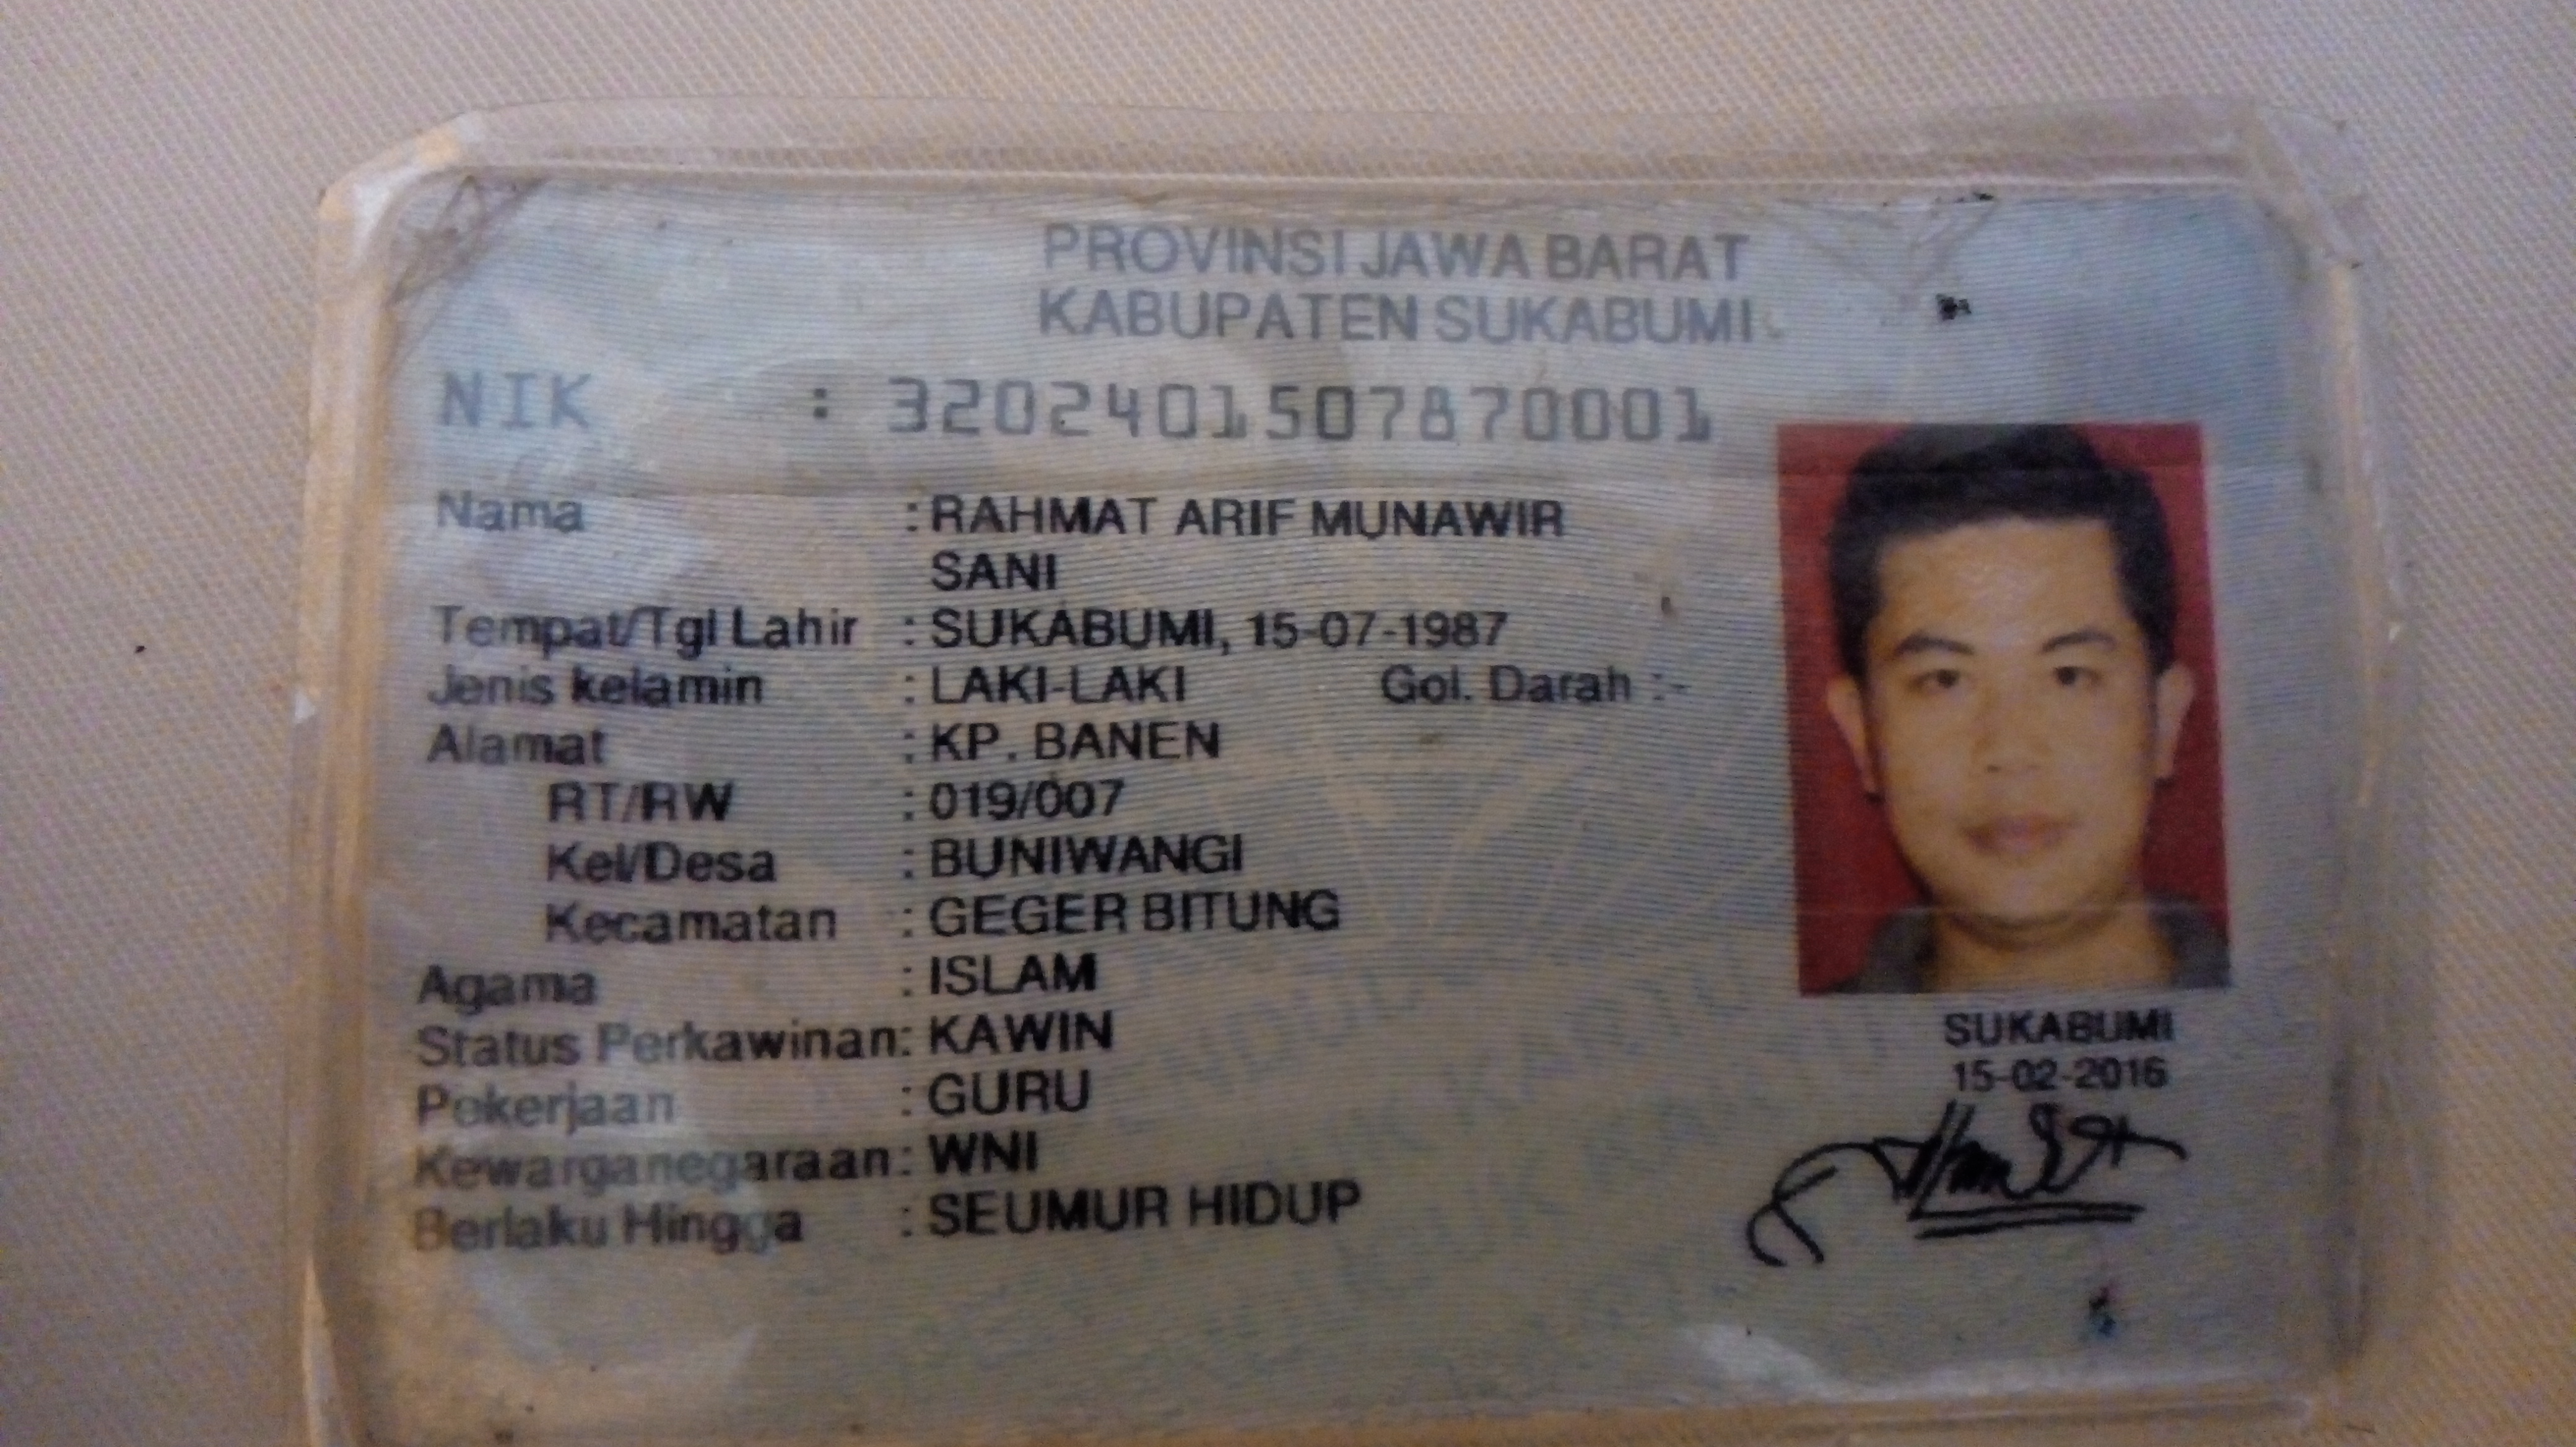 PROVINSI JAWA BARAT
KABUPATEN SUKABUMI
NIK : 3202401507870001
Nama : RAHMAT ARIF MUNAWIR
SANI
Tempat/Tgl Lahir : SUKABUMI, 15-07-1987
Jenis kelamin : LAKI-LAKI Gol. Darah :-
Alamat : KP. BANEN
RT/RW : 019/007
Kel/Desa : BUNIWANGI
Kecamatan : GEGER BITUNG
Agama : ISLAM
Status Perkawinan: KAWIN
Pekerjaan : GURU
Kewarganegaraan: WNI
Berlaku Hingga : SEUMUR HIDUP
SUKABUMI
15-02-2016